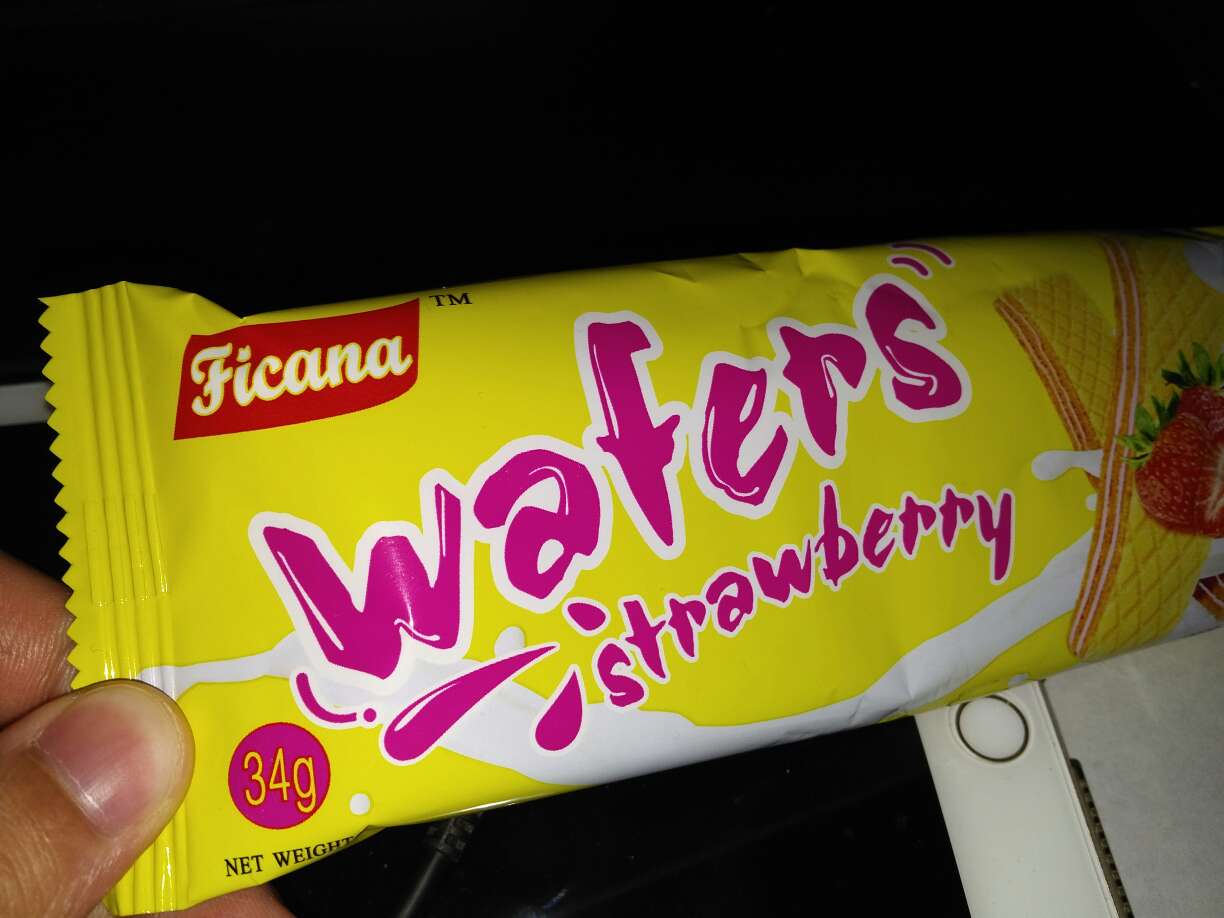 Ficana
TM
wafers
strawberry
34g
NET WEIGHT